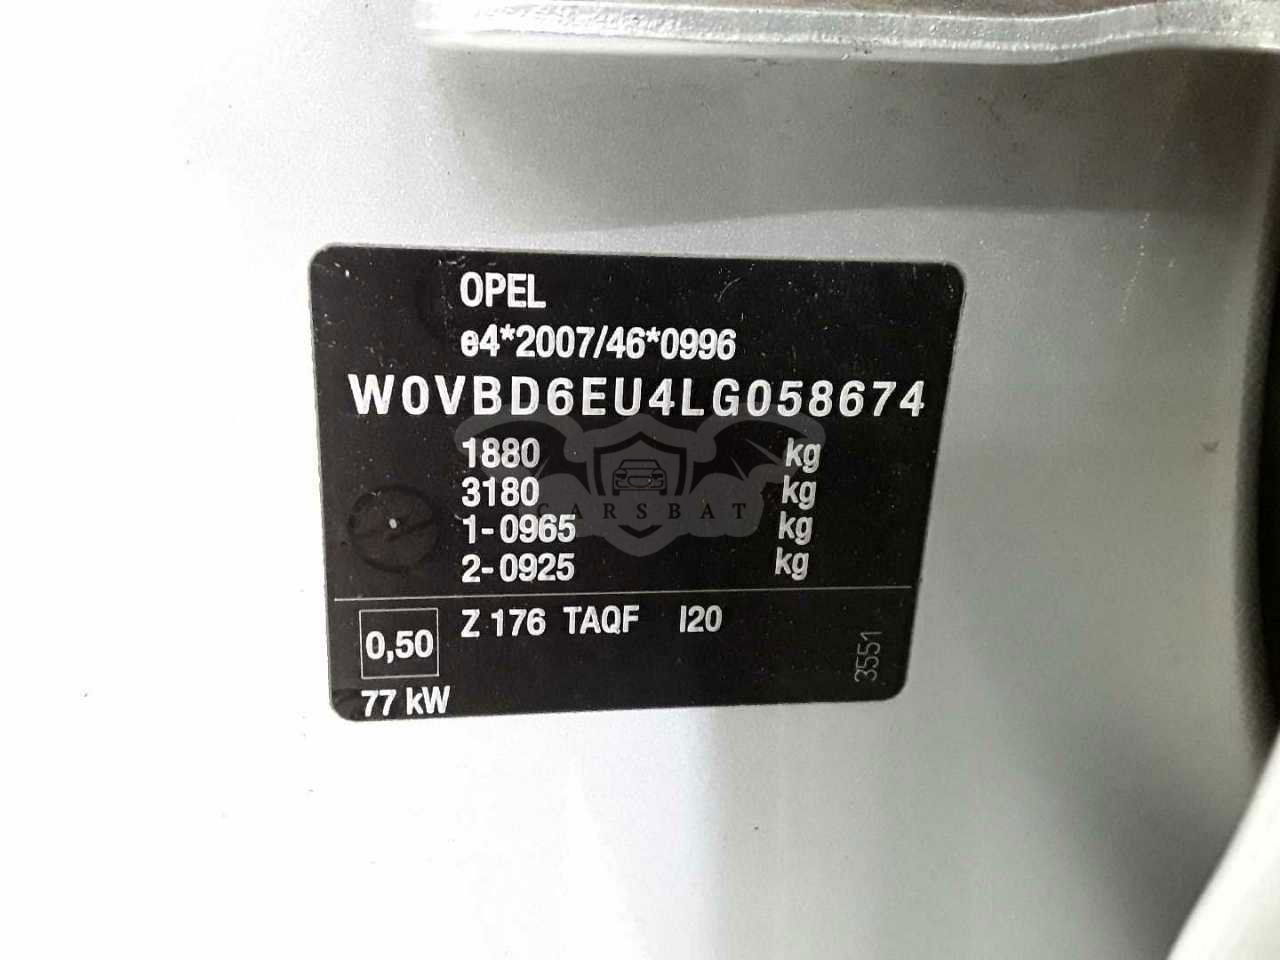 OPEL
e4*2007/46*0996
W0VBD6EU4LG058674
1880 kg
3180 kg
CARSBAT
1-0965 kg
2-0925 kg
0,50 Z 176 TAQF I20
3551
77 kW